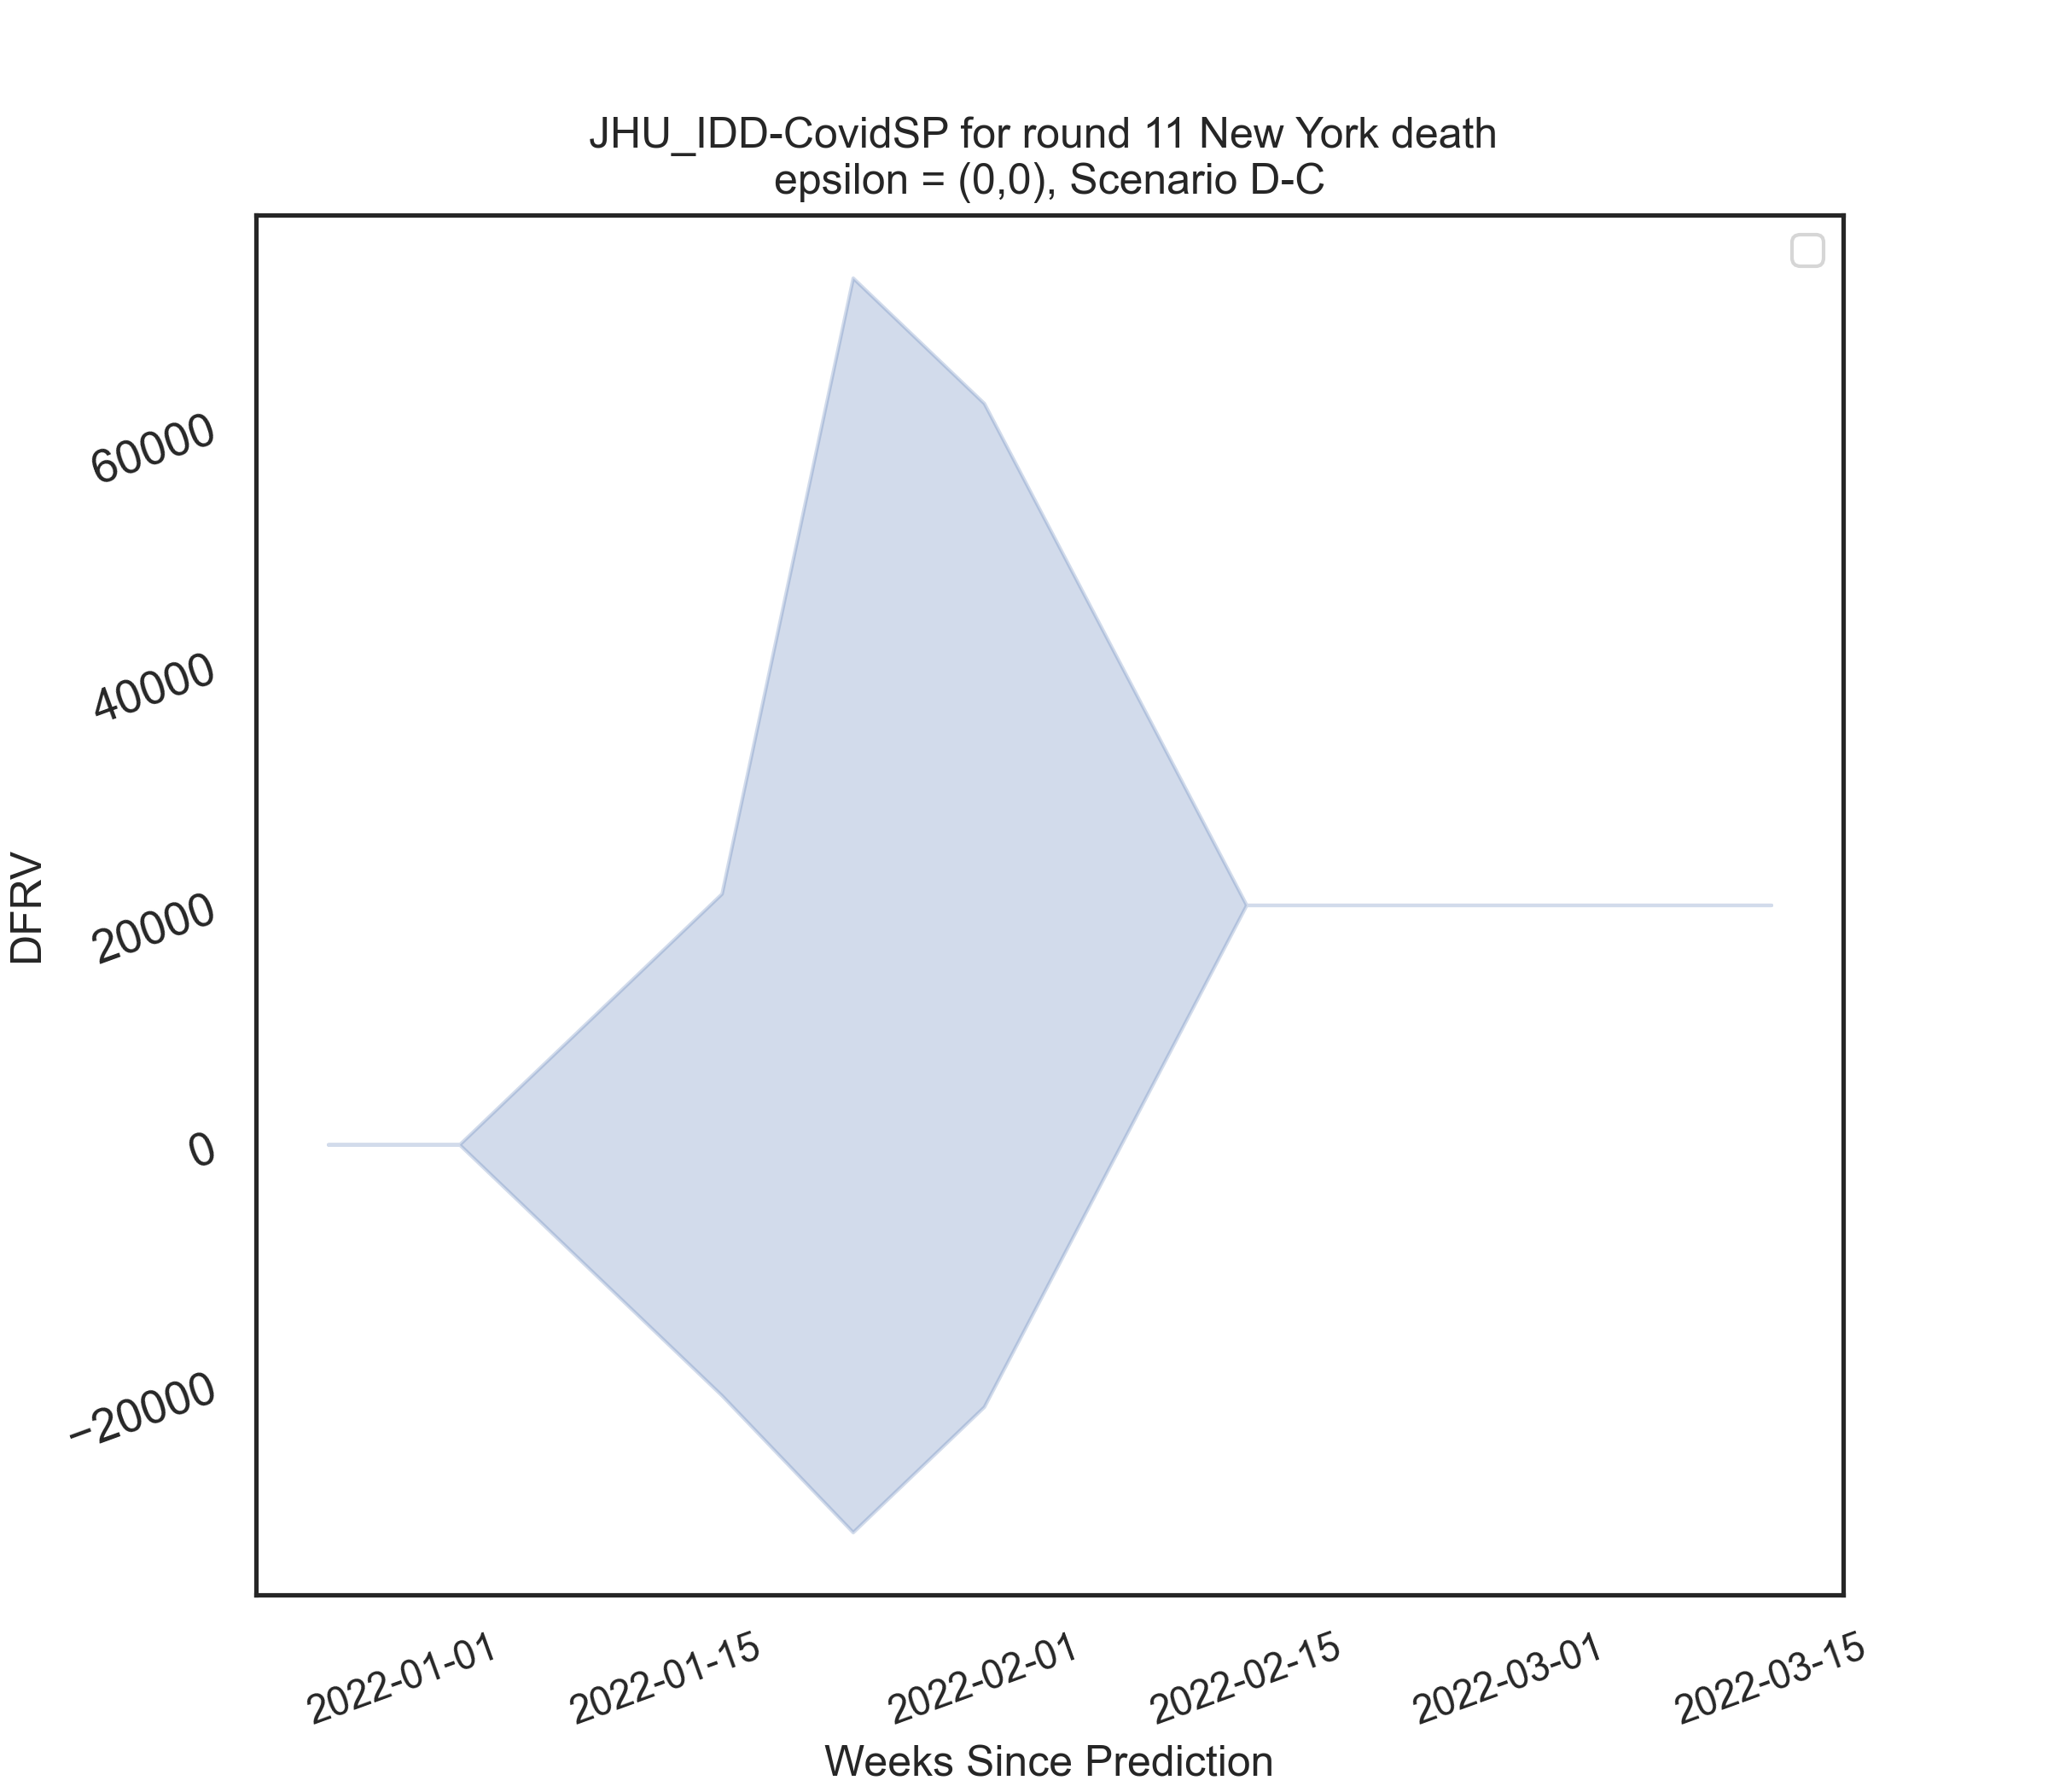 JHU_IDD-CovidSP for round 11 New York death
epsilon = (0,0), Scenario D-C
60000
40000
20000
0
−20000
DFRV
2022-01-01
2022-01-15
2022-02-01
2022-02-15
2022-03-01
2022-03-15
Weeks Since Prediction